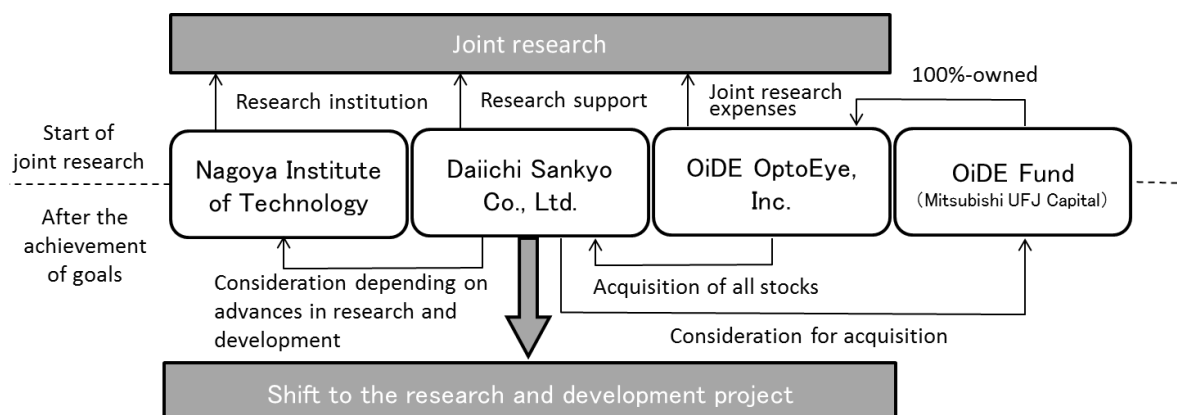 Joint research
100%-owned
Research institution
Research support
Joint research
expenses
Start of
joint research
Nagoya Institute
of Technology
Daiichi Sankyo
Co., Ltd.
OiDE OptoEye,
Inc.
OiDE Fund
(Mitsubishi UFJ Capital)
After the
achievement
of goals
Consideration depending on
advances in research and
development
Acquisition of all stocks
Consideration for acquisition
Shift to the research and development project